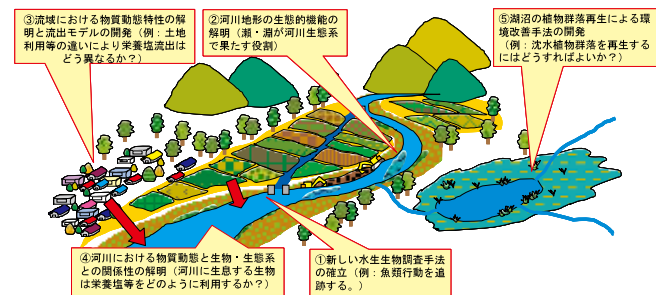 ③流域における物質動態特性の解
明と流出モデルの開発（例：土地
利用等の違いにより栄養塩流出は
どう異なるか？）
②河川地形の生態的機能の
解明（瀬・淵が河川生態系
で果たす役割）
⑤湖沼の植物群落再生による環
境改善手法の開発
（例：沈水植物群落を再生する
にはどうすればよいか？）
④河川における物質動態と生物・生態系
との関係性の解明（河川に生息する生物
は栄養塩等をどのように利用するか？）
①新しい水生生物調査手法
の確立（例：魚類行動を追
跡する。）